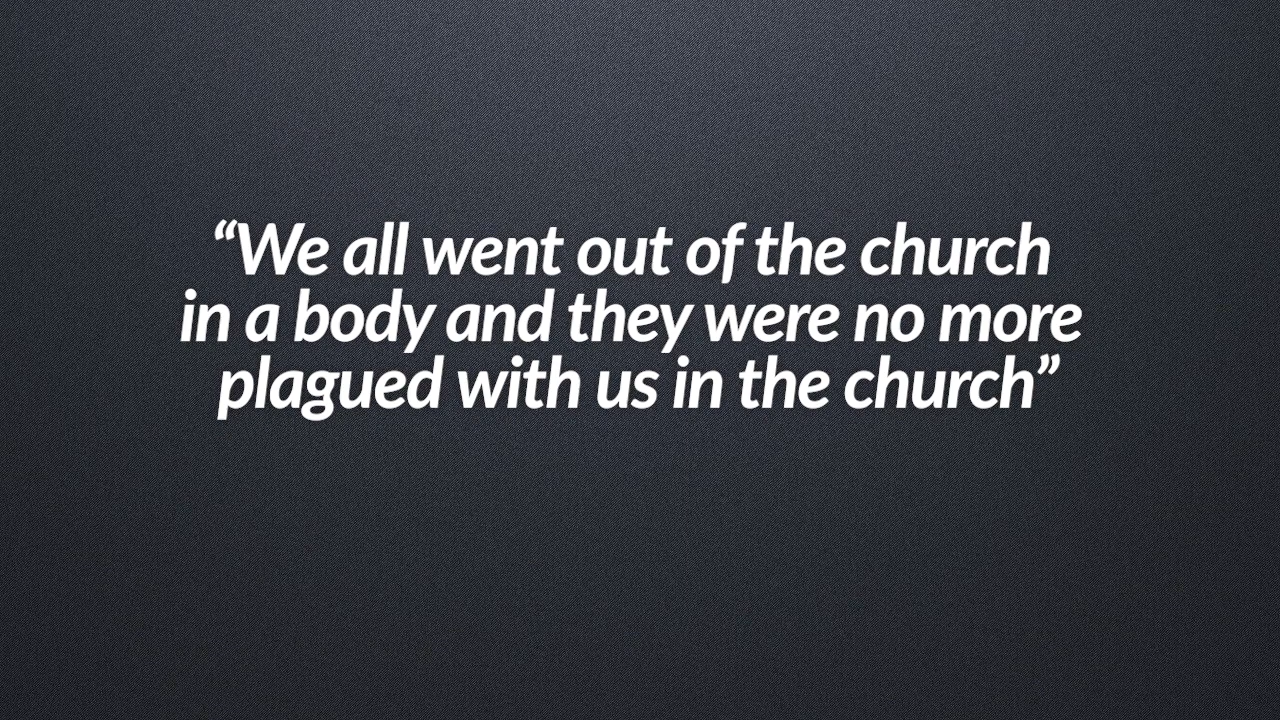 “We all went out of the church
in a body and they were no more
plagued with us in the church”